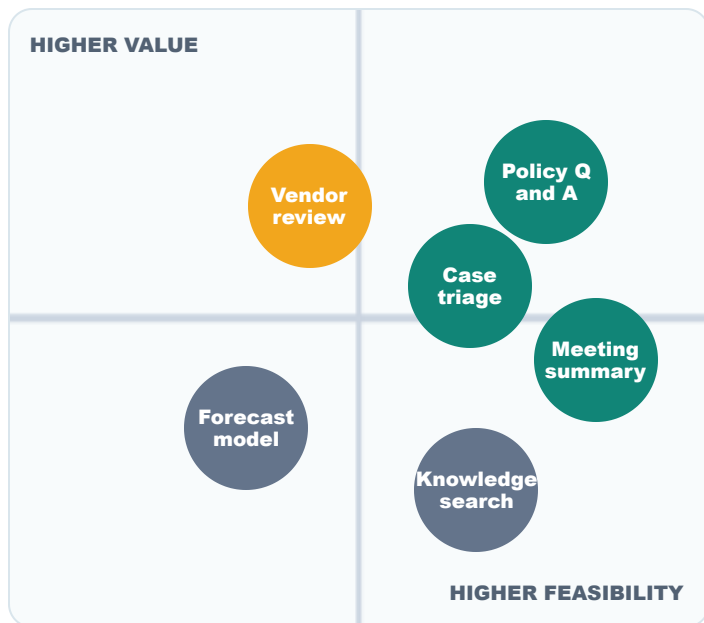 HIGHER VALUE
Policy Q
and A
Vendor
review
Case
triage
Meeting
summary
Forecast
model
Knowledge
search
HIGHER FEASIBILITY